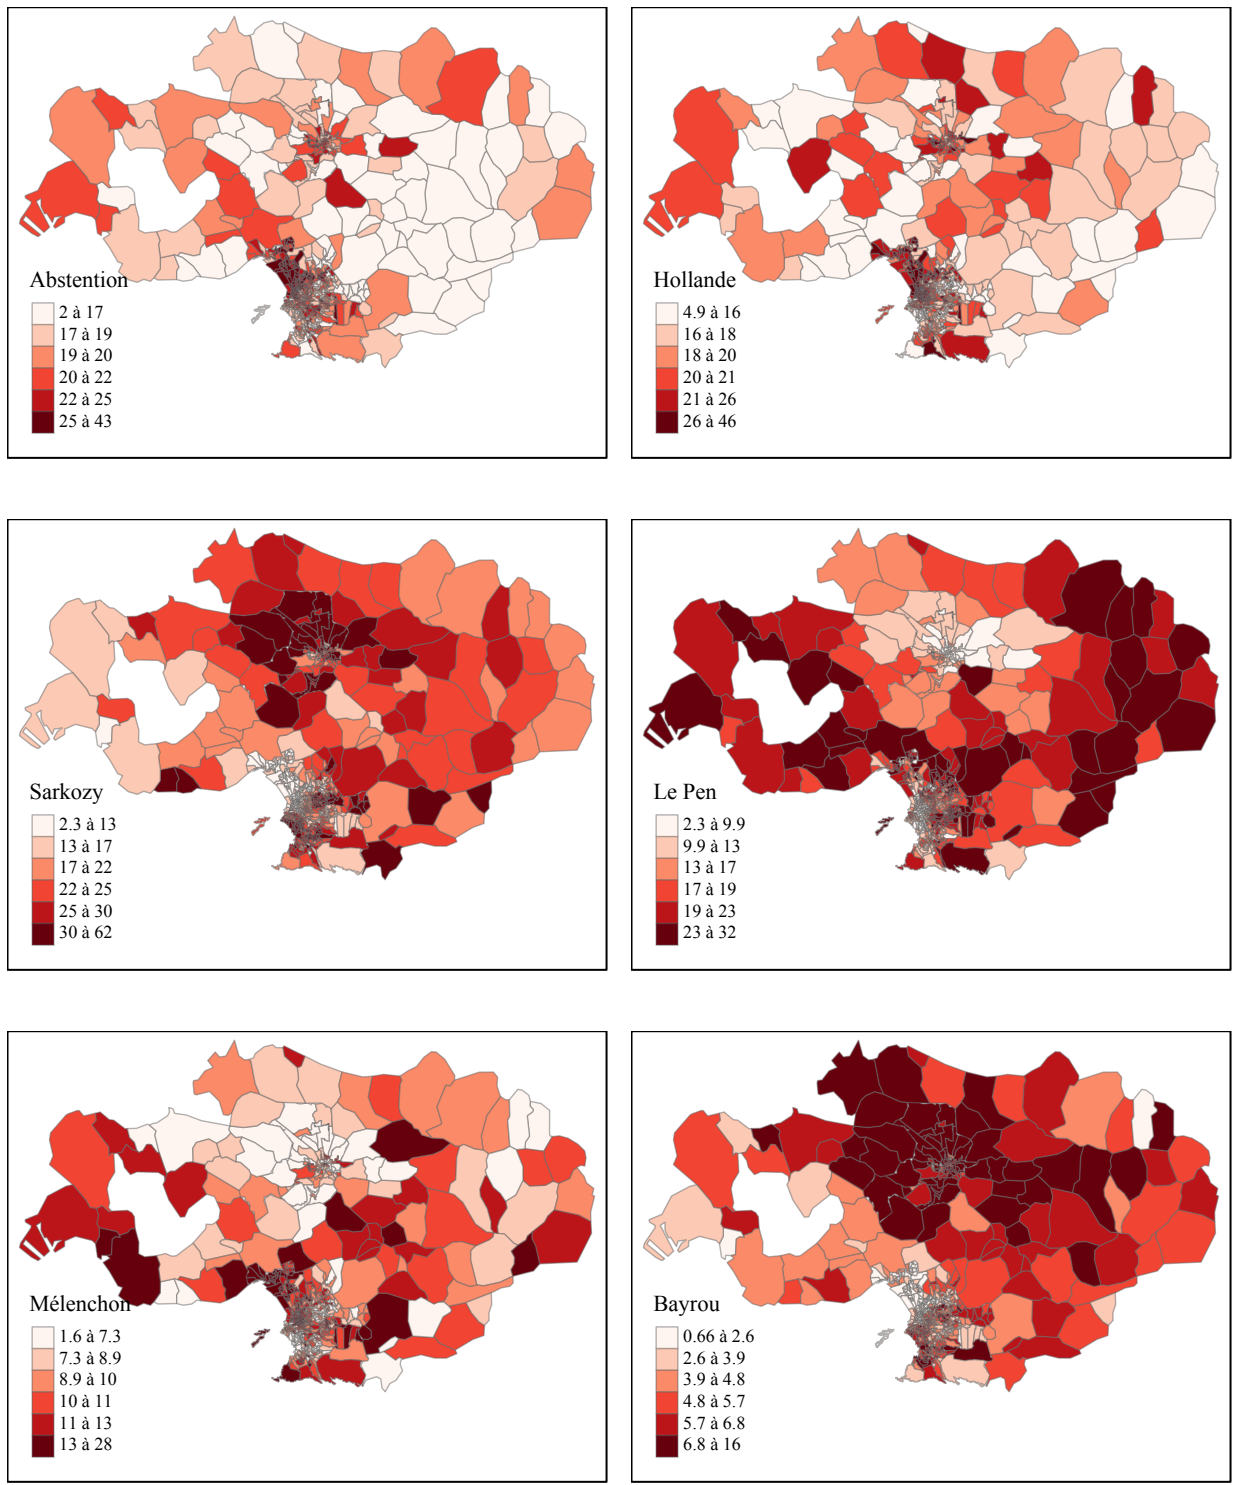 Abstention
2 à 17
17 à 19
19 à 20
20 à 22
22 à 25
25 à 43
Hollande
4.9 à 16
16 à 18
18 à 20
20 à 21
21 à 26
26 à 46
Sarkozy
2.3 à 13
13 à 17
17 à 22
22 à 25
25 à 30
30 à 62
Le Pen
2.3 à 9.9
9.9 à 13
13 à 17
17 à 19
19 à 23
23 à 32
Mélenchon
1.6 à 7.3
7.3 à 8.9
8.9 à 10
10 à 11
11 à 13
13 à 28
Bayrou
0.66 à 2.6
2.6 à 3.9
3.9 à 4.8
4.8 à 5.7
5.7 à 6.8
6.8 à 16